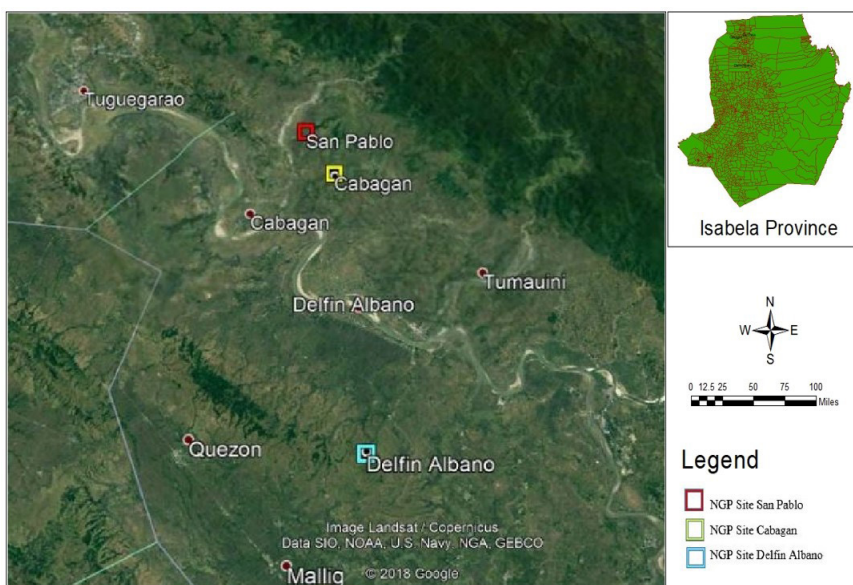 Tuguegarao
San Pablo
Cabagan
Cabagan
Tumauini
Delfin Albano
Quezon
Delfin Albano
Image Landsat / Copernicus
Data SIO, NOAA, U.S. Navy, NGA, GEBCO
Mallig
© 2018 Google
Isabela Province
N
W E
S
0 12.5 25 50 75 100
Miles
Legend
NGP Site San Pablo
NGP Site Cabagan
NGP Site Delfin Albano